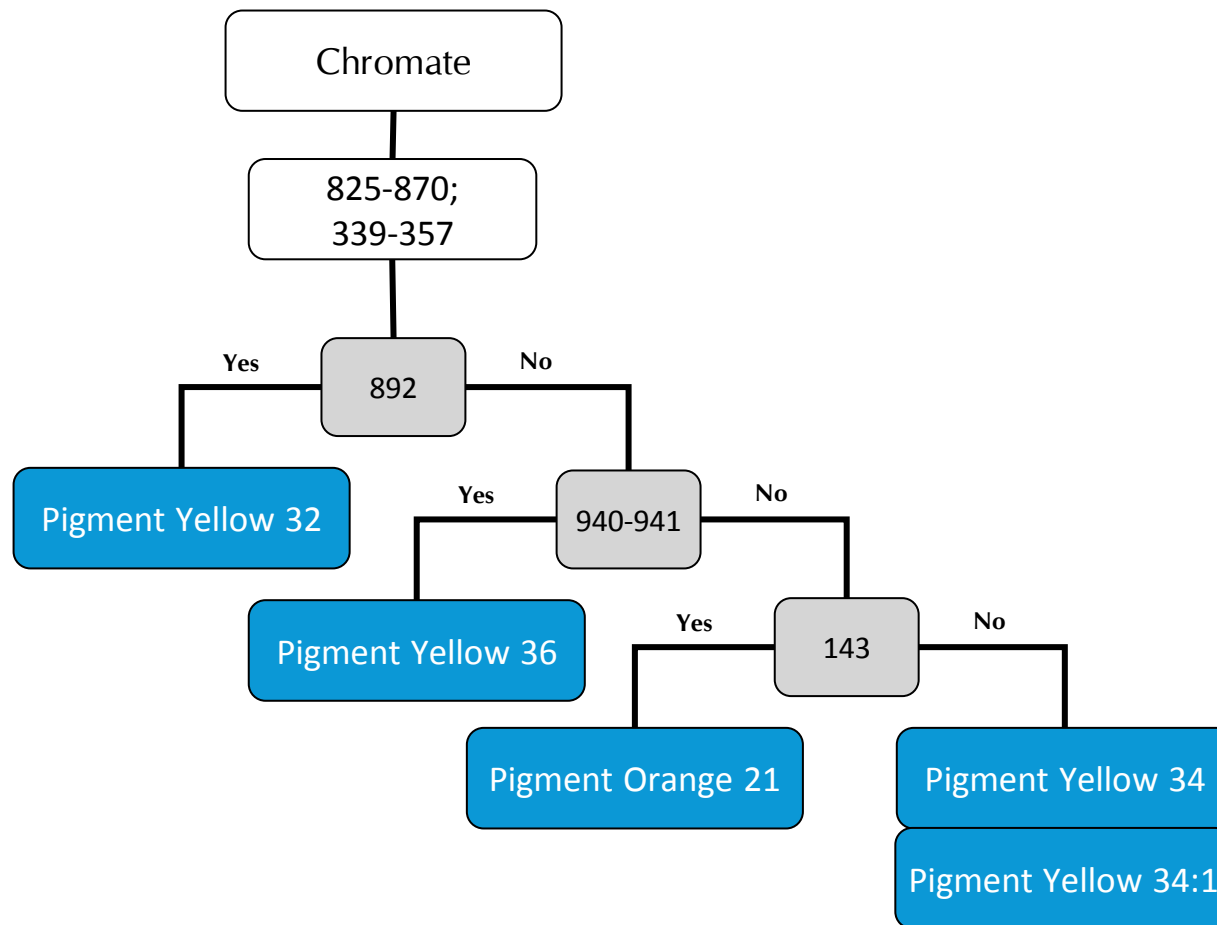 Chromate
825-870;
339-357
Yes
No
892
Pigment Yellow 32
Yes
No
940-941
Pigment Yellow 36
Yes
No
143
Pigment Orange 21
Pigment Yellow 34
Pigment Yellow 34:1